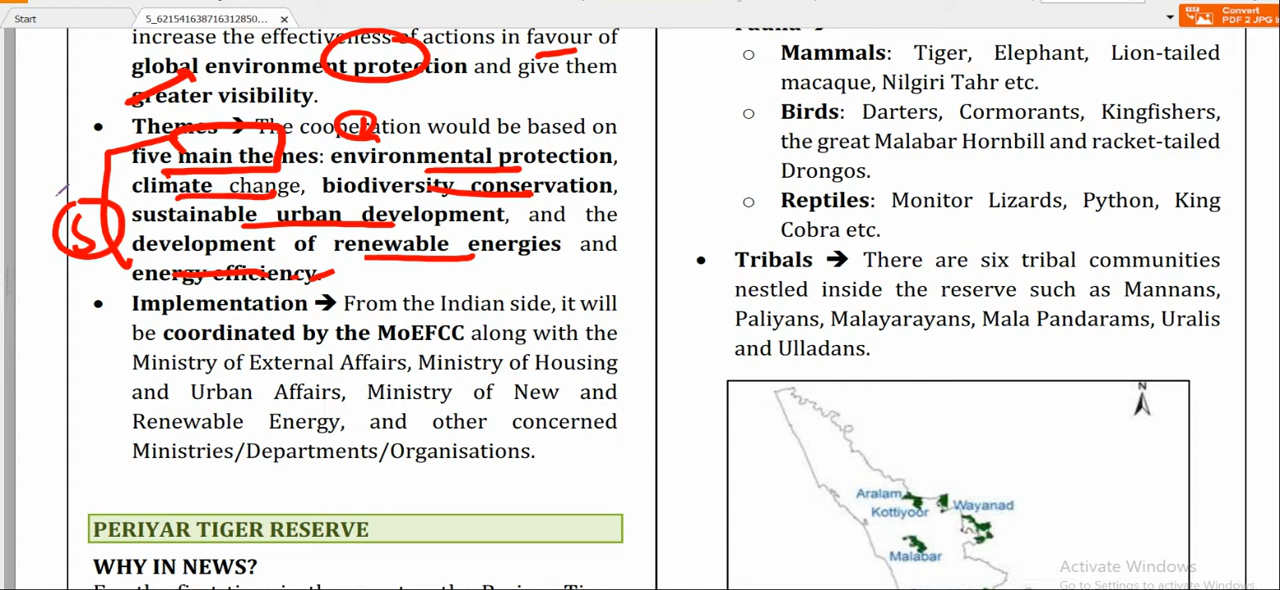 Start
5_621541638716312850...
Convert
PDF 2 JPG in
increase the effectiveness of actions in favour of
global environment protection and give them
greater visibility.
• Themes → The cooperation would be based on
five main themes: environmental protection,
climate change, biodiversity conservation,
sustainable urban development, and the
development of renewable energies and
energy efficiency.
5
• Implementation → From the Indian side, it will
be coordinated by the MoEFCC along with the
Ministry of External Affairs, Ministry of Housing
and Urban Affairs, Ministry of New and
Renewable Energy, and other concerned
Ministries/Departments/Organisations.
PERIYAR TIGER RESERVE
WHY IN NEWS?
o Mammals: Tiger, Elephant, Lion-tailed
macaque, Nilgiri Tahr etc.
o Birds: Darters, Cormorants, Kingfishers,
the great Malabar Hornbill and racket-tailed
Drongos.
o Reptiles: Monitor Lizards, Python, King
Cobra etc.
• Tribals → There are six tribal communities
nestled inside the reserve such as Mannans,
Paliyans, Malayarayans, Mala Pandarams, Uralis
and Ulladans.
N
Aralam
Wayanad
Kottiyoor
Malabar
Activate Windows
Go to Settings to activate Windows.